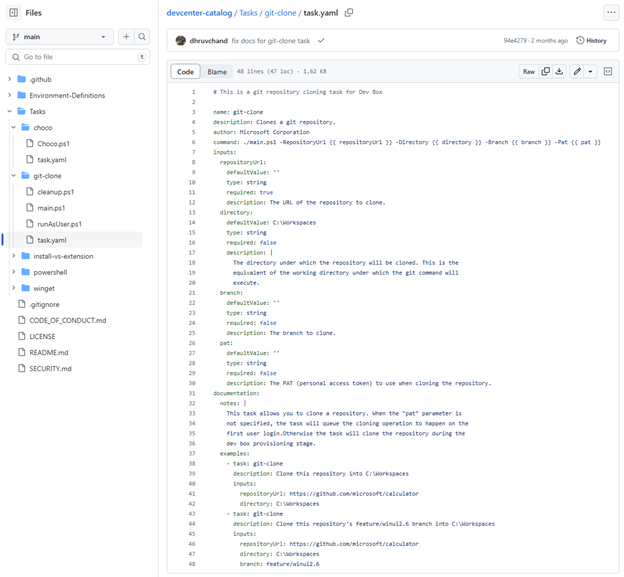 Files
main
Go to file
t
.github
Environment-Definitions
Tasks
choco
Choco.ps1
task.yaml
git-clone
cleanup.ps1
main.ps1
runAsUser.ps1
task.yaml
install-vs-extension
powershell
winget
.gitignore
CODE_OF_CONDUCT.md
LICENSE
README.md
SECURITY.md
devcenter-catalog / Tasks / git-clone / task.yaml
dhruvchand fix docs for git-clone task
94e4279 · 2 months ago
History
Code Blame 48 lines (47 loc) · 1.62 KB
Raw
1 # This is a git repository cloning task for Dev Box
2
3 name: git-clone
4 description: Clones a git repository.
5 author: Microsoft Corporation
6 command: ./main.ps1 -RepositoryUrl {{ repositoryUrl }} -Directory {{ directory }} -Branch {{ branch }} -Pat {{ pat }}
7 inputs:
8 repositoryUrl:
9 defaultValue: ''
10 type: string
11 required: true
12 description: The URL of the repository to clone.
13 directory:
14 defaultValue: C:\Workspaces
15 type: string
16 required: false
17 description: |
18 The directory under which the repository will be cloned. This is the
19 equivalent of the working directory under which the git command will
20 execute.
21 branch:
22 defaultValue: ''
23 type: string
24 required: false
25 description: The branch to clone.
26 pat:
27 defaultValue: ''
28 type: string
29 required: false
30 description: The PAT (personal access token) to use when cloning the repository.
31 documentation:
32 notes: |
33 This task allows you to clone a repository. When the "pat" parameter is
34 not specified, the task will queue the cloning operation to happen on the
35 first user login.Otherwise the task will clone the repository during the
36 dev box provisioning stage.
37 examples:
38 - task: git-clone
39 description: Clone this repository into C:\Workspaces
40 inputs:
41 repositoryUrl: https://github.com/microsoft/calculator
42 directory: C:\Workspaces
43 - task: git-clone
44 description: Clone this repository's feature/winui2.6 branch into C:\Workspaces
45 inputs:
46 repositoryUrl: https://github.com/microsoft/calculator
47 directory: C:\Workspaces
48 branch: feature/winui2.6